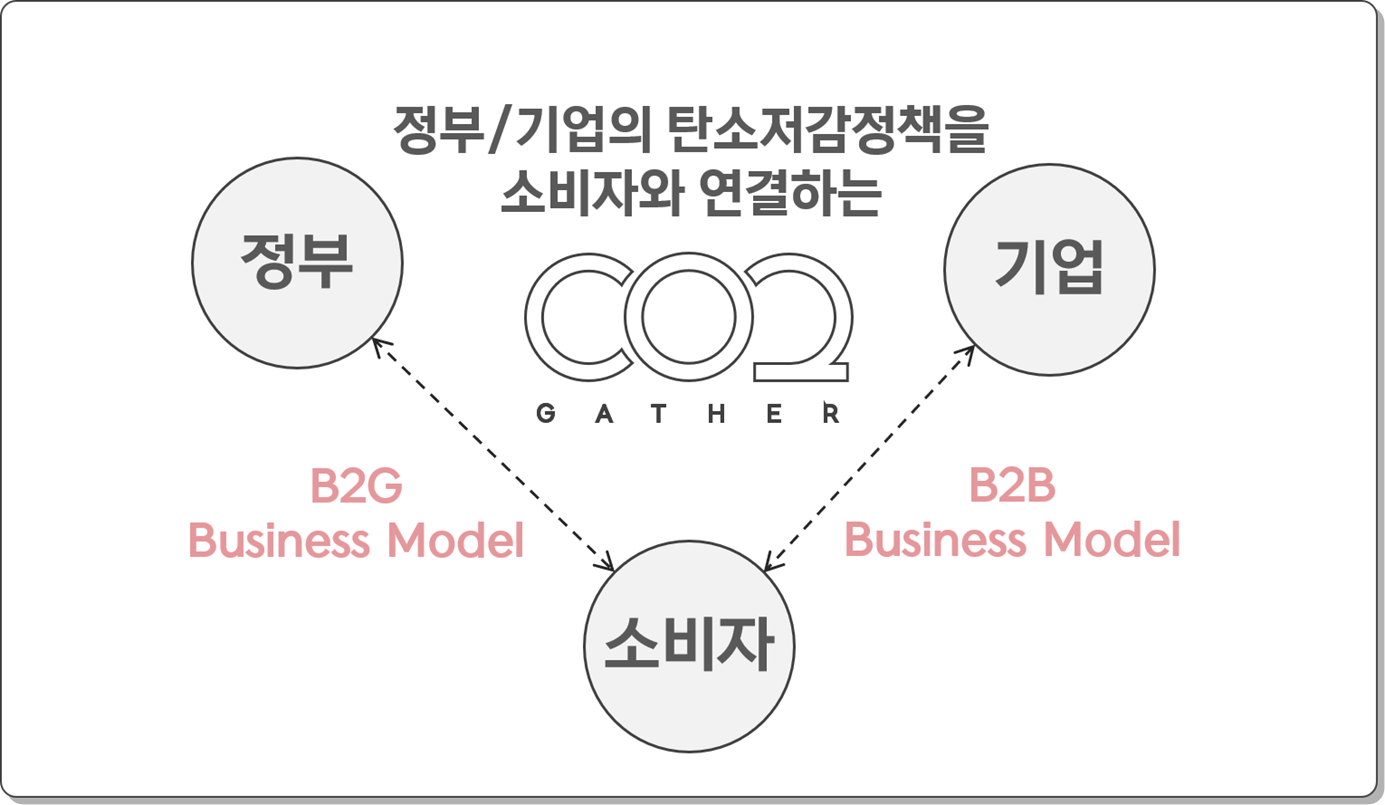 정부/기업의 탄소저감정책을
소비자와 연결하는
정부
기업
CO2
GATHER
B2G
Business Model
B2B
Business Model
소비자